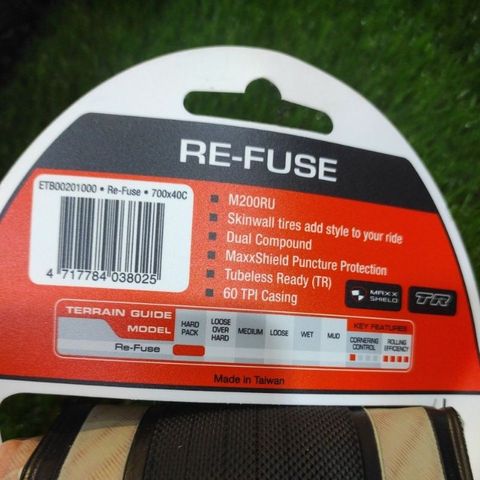 RE-FUSE
ETB00201000 • Re-Fuse • 700x40C
4 717784 038025
M200RU
Skinwall tires add style to your ride
Dual Compound
MaxxShield Puncture Protection
Tubeless Ready (TR)
60 TPI Casing
MAXX
SHIELD
TR
TERRAIN GUIDE
MODEL
HARD
PACK
LOOSE
OVER
HARD
MEDIUM
LOOSE
WET
MUD
KEY FEATURES
CORNERING
CONTROL
ROLLING
EFFICIENCY
Re-Fuse
Made in Taiwan